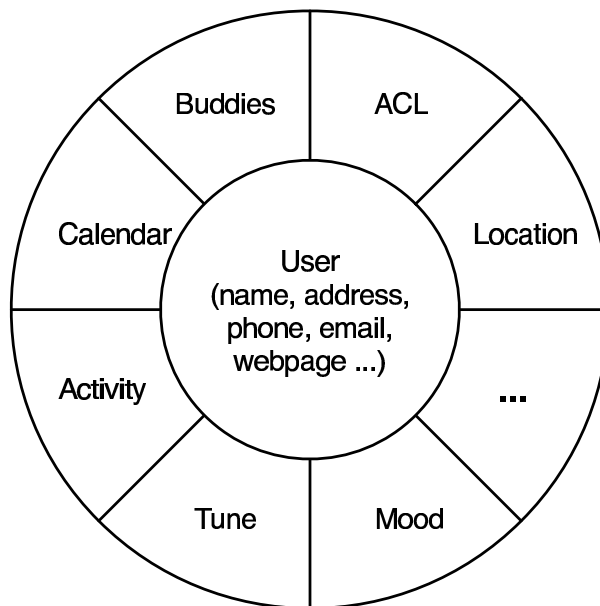 Buddies
ACL
Calendar
Location
User
(name, address,
phone, email,
webpage ...)
Activity
...
Tune
Mood